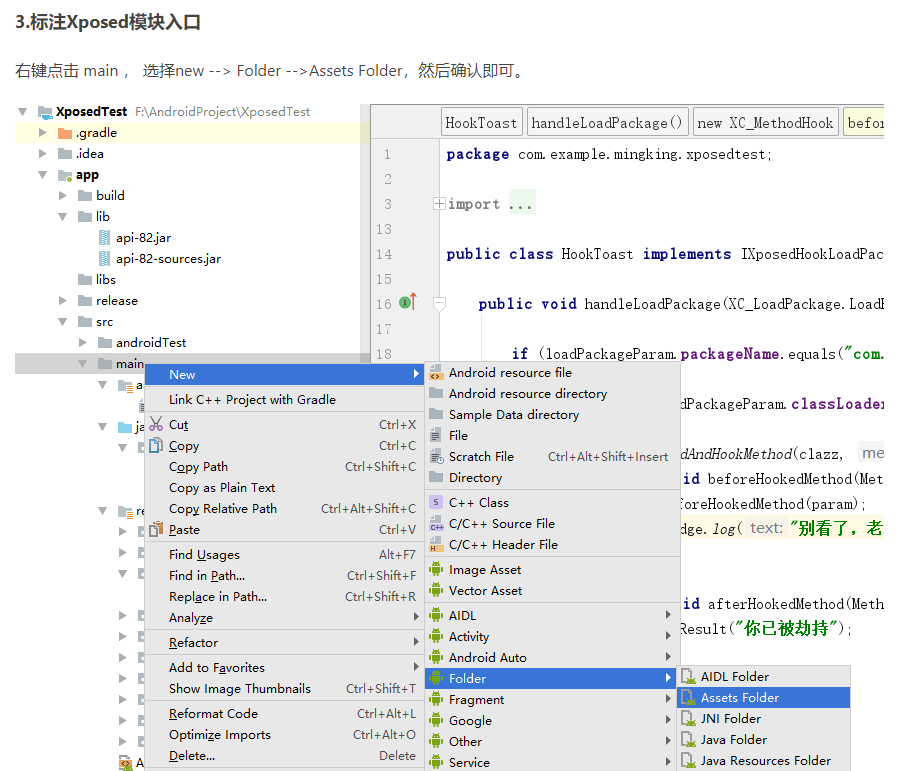 3.标注Xposed模块入口
右键点击 main ， 选择new --> Folder -->Assets Folder，然后确认即可。
XposedTest F:\AndroidProject\XposedTest
.gradle
.idea
app
build
lib
api-82.jar
api-82-sources.jar
libs
release
src
androidTest
main
HookToast
handleLoadPackage()
new XC_MethodHook
1 package com.example.mingking.xposedtest;
2
3 import ...
13
14 public class HookToast implements IXposedHookLoadPac
15
16 public void handleLoadPackage(XC_LoadPackage.LoadP
17
18 if (loadPackageParam.packageName.equals("com.
dPackageParam.classLoader
dAndHookMethod(clazz, me
id beforeHookedMethod(Met
oreHookedMethod(param);
dge.log( text: "别看了，老
id afterHookedMethod(Meth
Result("你已被劫持");
New
Link C++ Project with Gradle
Cut Ctrl+X
Copy Ctrl+C
Copy Path Ctrl+Shift+C
Copy as Plain Text
Copy Relative Path Ctrl+Alt+Shift+C
Paste Ctrl+V
Find Usages Alt+F7
Find in Path... Ctrl+Shift+F
Replace in Path... Ctrl+Shift+R
Analyze
Refactor
Add to Favorites
Show Image Thumbnails Ctrl+Shift+T
Reformat Code Ctrl+Alt+L
Optimize Imports Ctrl+Alt+O
Delete... Delete
Android resource file
Android resource directory
Sample Data directory
File
Scratch File Ctrl+Alt+Shift+Insert
Directory
C++ Class
C/C++ Source File
C/C++ Header File
Image Asset
Vector Asset
AIDL
Activity
Android Auto
Folder
Fragment
Google
Other
Service
AIDL Folder
Assets Folder
JNI Folder
Java Folder
Java Resources Folder